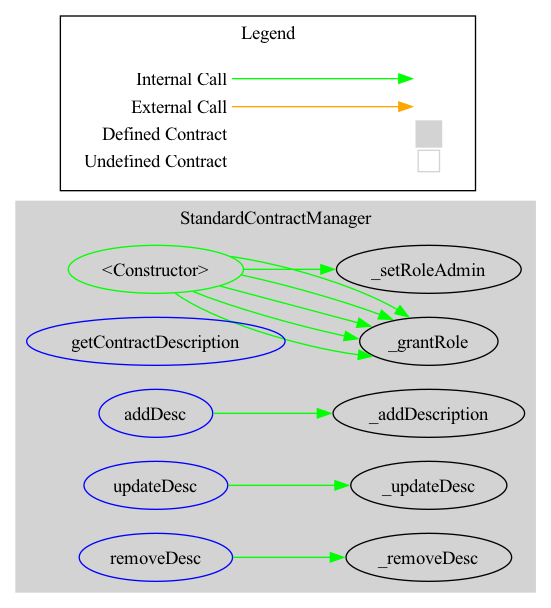 Legend
Internal Call
External Call
Defined Contract
Undefined Contract
StandardContractManager
<Constructor>
_setRoleAdmin
getContractDescription
_grantRole
addDesc
_addDescription
updateDesc
_updateDesc
removeDesc
_removeDesc